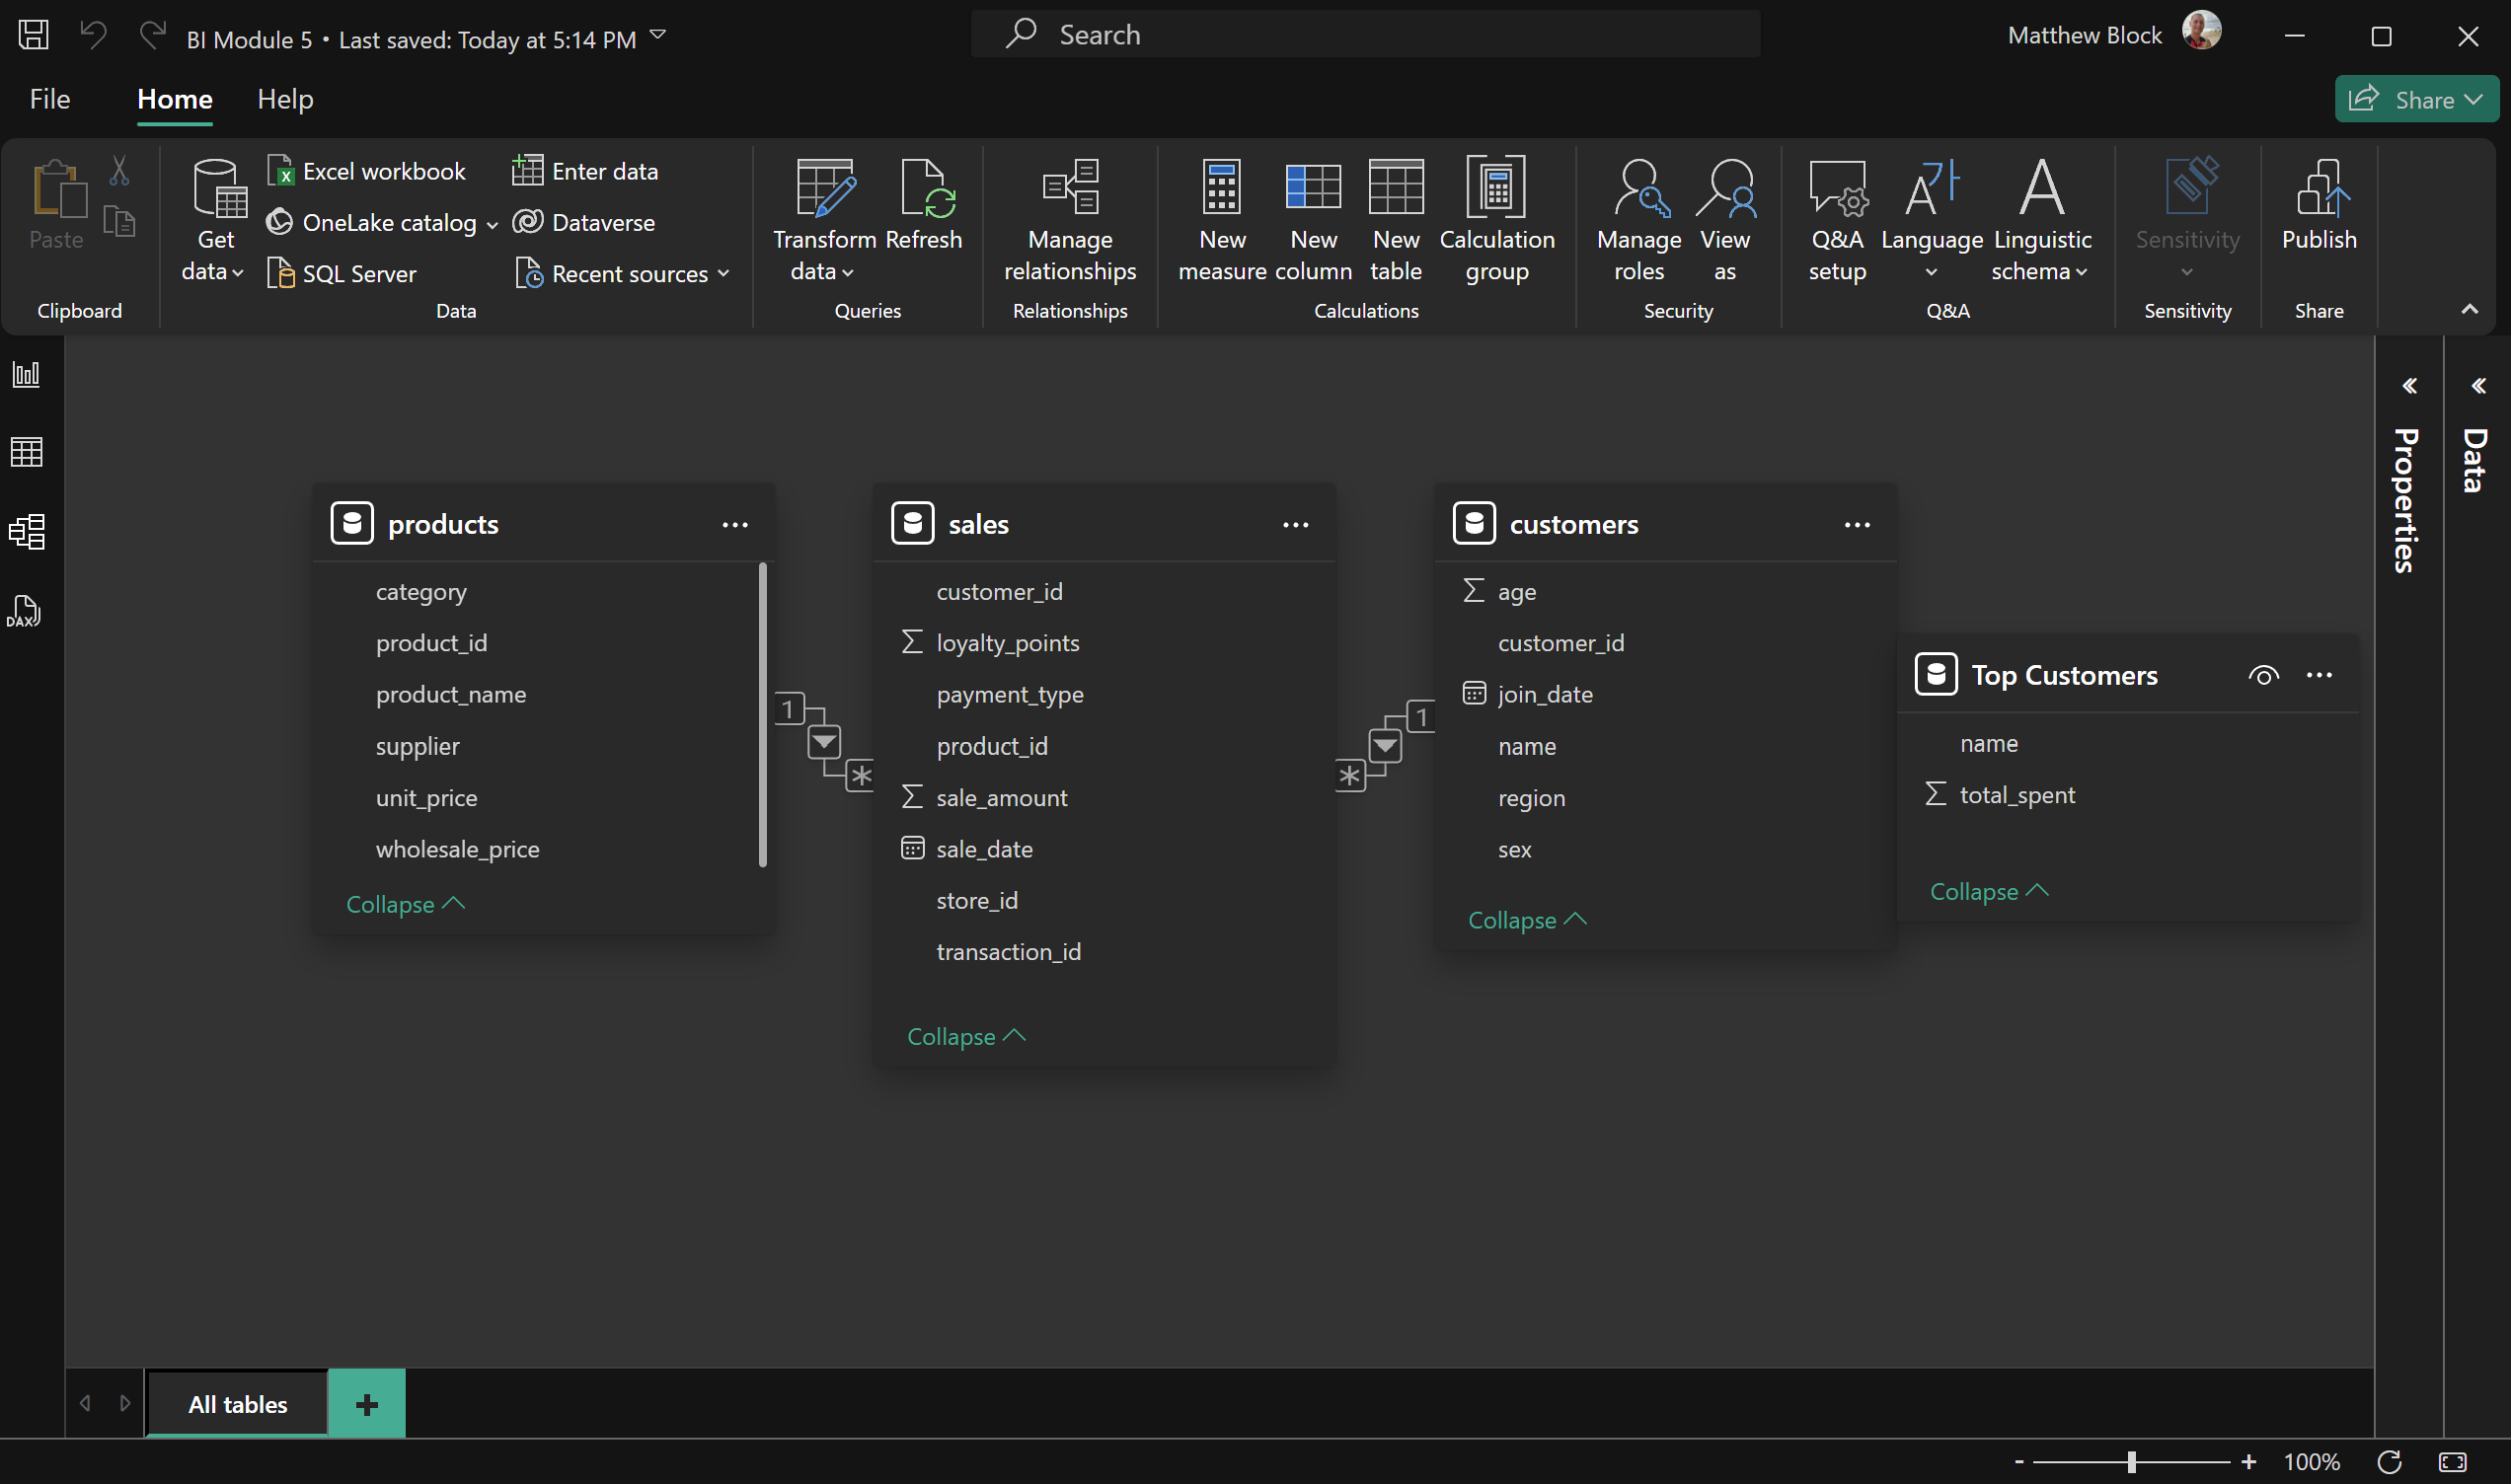 BI Module 5 • Last saved: Today at 5:14 PM
Search
Matthew Block
File
Home
Help
Share
Paste
Clipboard
Get
data
Excel workbook
OneLake catalog
SQL Server
Enter data
Dataverse
Recent sources
Data
Transform
data
Refresh
Queries
Manage
relationships
Relationships
New
measure
New
column
New
table
Calculation
group
Calculations
Manage
roles
View
as
Security
Q&A
setup
Language
Linguistic
schema
Q&A
Sensitivity
Sensitivity
Publish
Share
DAX
products
category
product_id
product_name
supplier
unit_price
wholesale_price
Collapse
1
*
sales
customer_id
loyalty_points
payment_type
product_id
sale_amount
sale_date
store_id
transaction_id
Collapse
*
1
customers
age
customer_id
join_date
name
region
sex
Collapse
Top Customers
name
total_spent
Collapse
Properties
Data
All tables
+
- + 100%